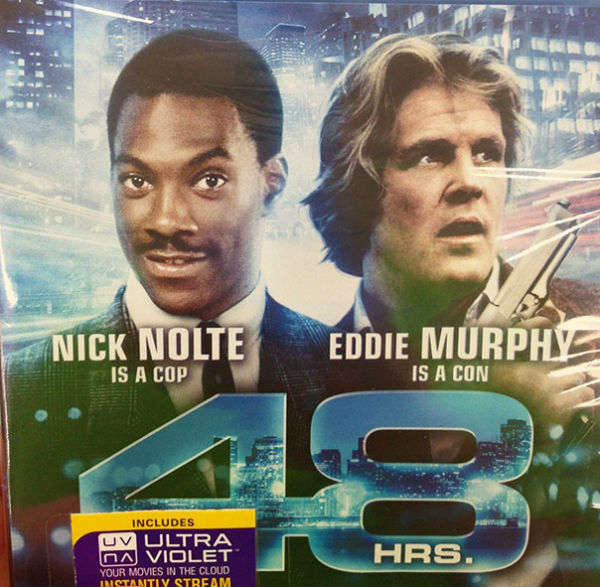 NICK NOLTE
IS A COP
EDDIE MURPHY
IS A CON
48
HRS.
INCLUDES
UV ULTRA
VIOLET
YOUR MOVIES IN THE CLOUD
INSTANTLY STREAM